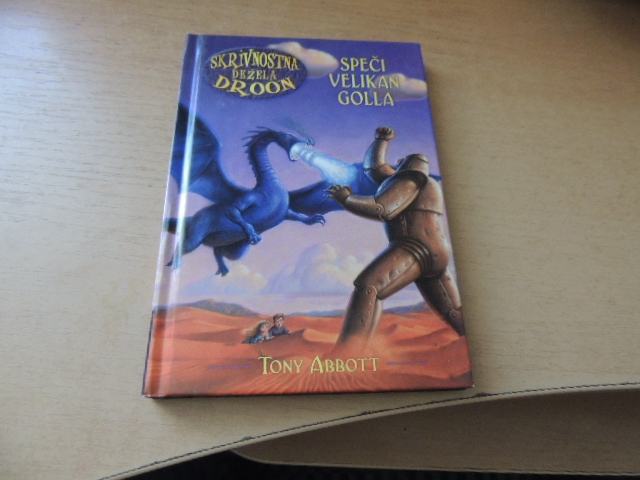 SKRIVNOSTNA
DEŽELA
DROON
SPEČI
VELIKAN
GOLLA
TONY ABBOTT